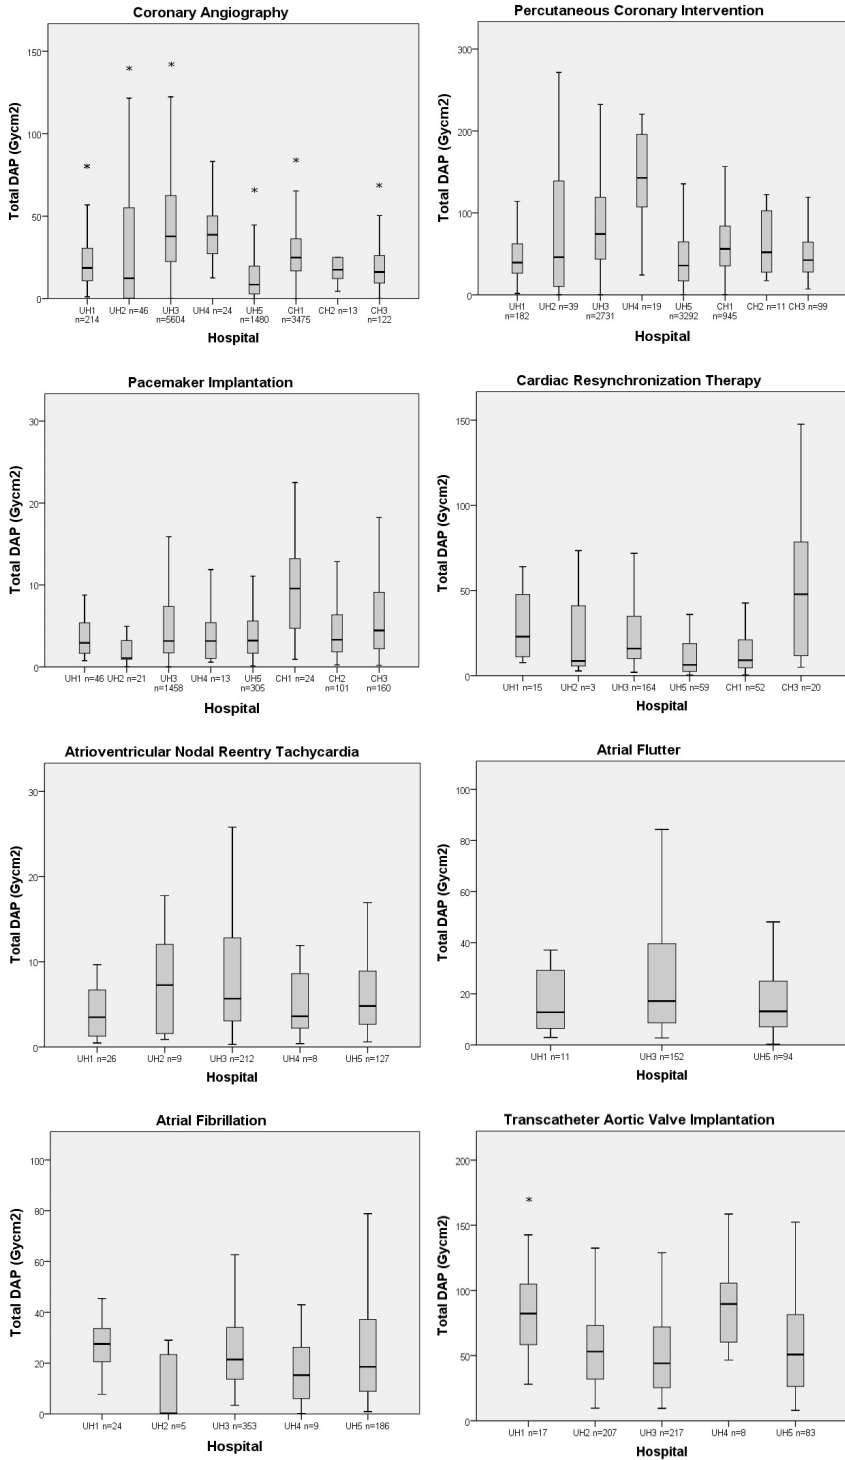 Coronary Angiography
Total DAP (Gycm2)
150
100
50
0
*
*
*
*
*
*
UH1 n=214
UH2 n=46
UH3 n=5604
UH4 n=24
UH5 n=1480
CH1 n=3475
CH2 n=13
CH3 n=122
Hospital
Percutaneous Coronary Intervention
Total DAP (Gycm2)
300
200
100
0
UH1 n=182
UH2 n=39
UH3 n=2731
UH4 n=19
UH5 n=3292
CH1 n=945
CH2 n=11
CH3 n=99
Hospital
Pacemaker Implantation
Total DAP (Gycm2)
30
20
10
0
UH1 n=46
UH2 n=21
UH3 n=1458
UH4 n=13
UH5 n=305
CH1 n=24
CH2 n=101
CH3 n=160
Hospital
Cardiac Resynchronization Therapy
Total DAP (Gycm2)
150
100
50
0
UH1 n=15
UH2 n=3
UH3 n=164
UH5 n=59
CH1 n=52
CH3 n=20
Hospital
Atrioventricular Nodal Reentry Tachycardia
Total DAP (Gycm2)
30
20
10
0
UH1 n=26
UH2 n=9
UH3 n=212
UH4 n=8
UH5 n=127
Hospital
Atrial Flutter
Total DAP (Gycm2)
100
80
60
40
20
0
UH1 n=11
UH3 n=152
UH5 n=94
Hospital
Atrial Fibrillation
Total DAP (Gycm2)
100
80
60
40
20
0
UH1 n=24
UH2 n=5
UH3 n=353
UH4 n=9
UH5 n=186
Hospital
Transcatheter Aortic Valve Implantation
Total DAP (Gycm2)
200
150
100
50
0
*
UH1 n=17
UH2 n=207
UH3 n=217
UH4 n=8
UH5 n=83
Hospital